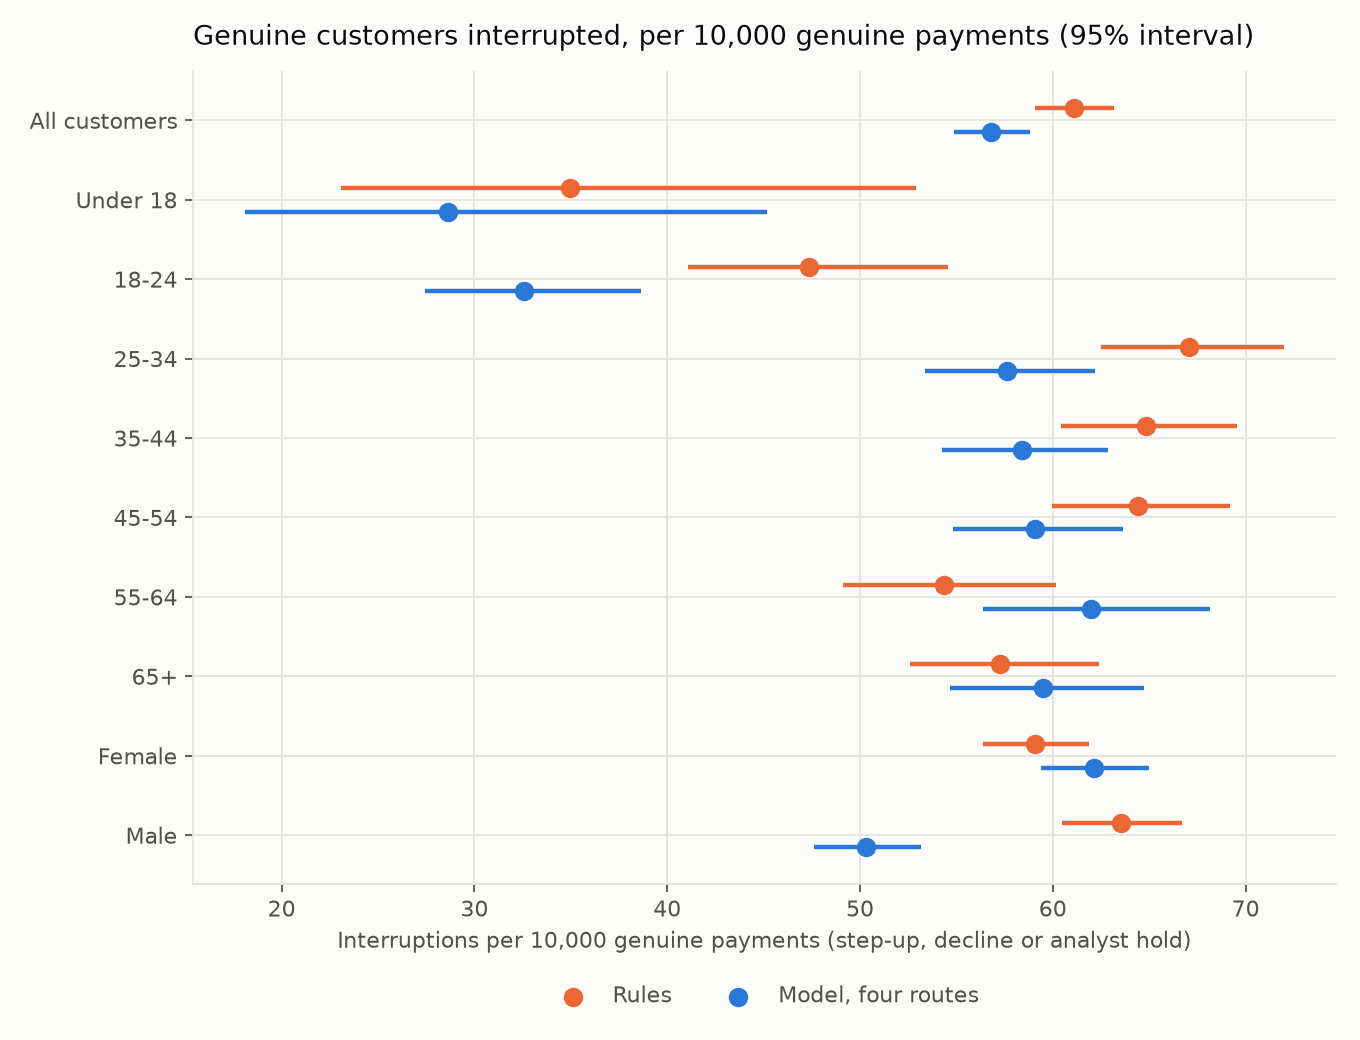 Genuine customers interrupted, per 10,000 genuine payments (95% interval)
All customers
Under 18
18-24
25-34
35-44
45-54
55-64
65+
Female
Male
20 30 40 50 60 70
Interruptions per 10,000 genuine payments (step-up, decline or analyst hold)
Rules Model, four routes